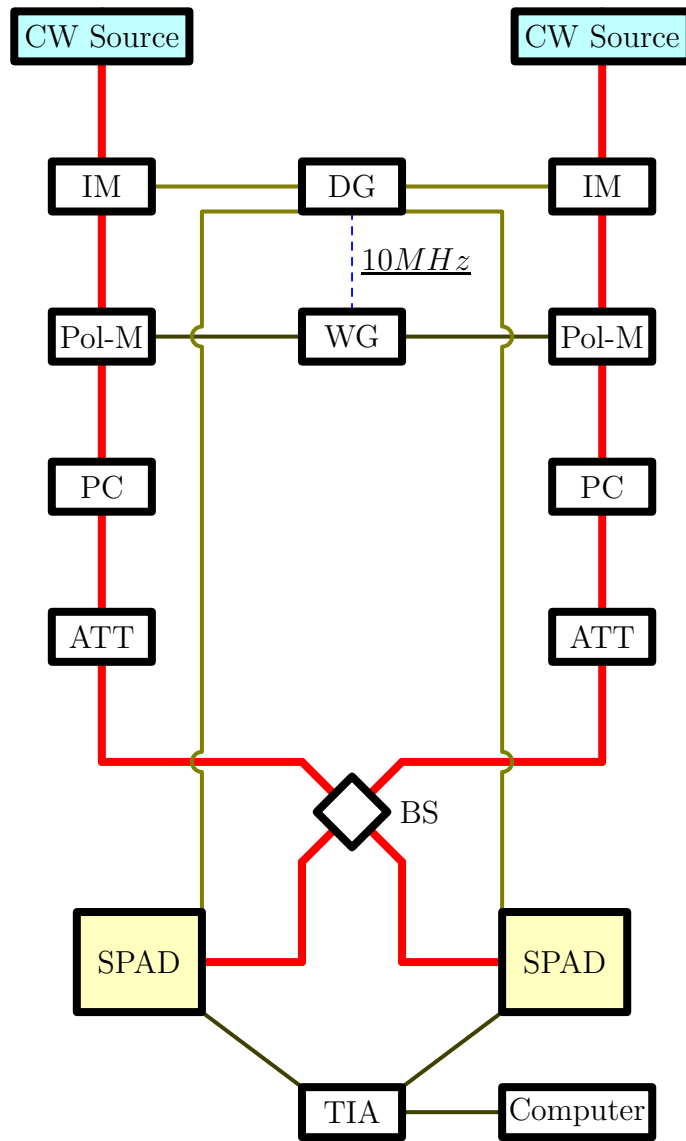 CW Source
CW Source
IM
DG
IM
10MHz
Pol-M
WG
Pol-M
PC
PC
ATT
ATT
BS
SPAD
SPAD
TIA
Computer